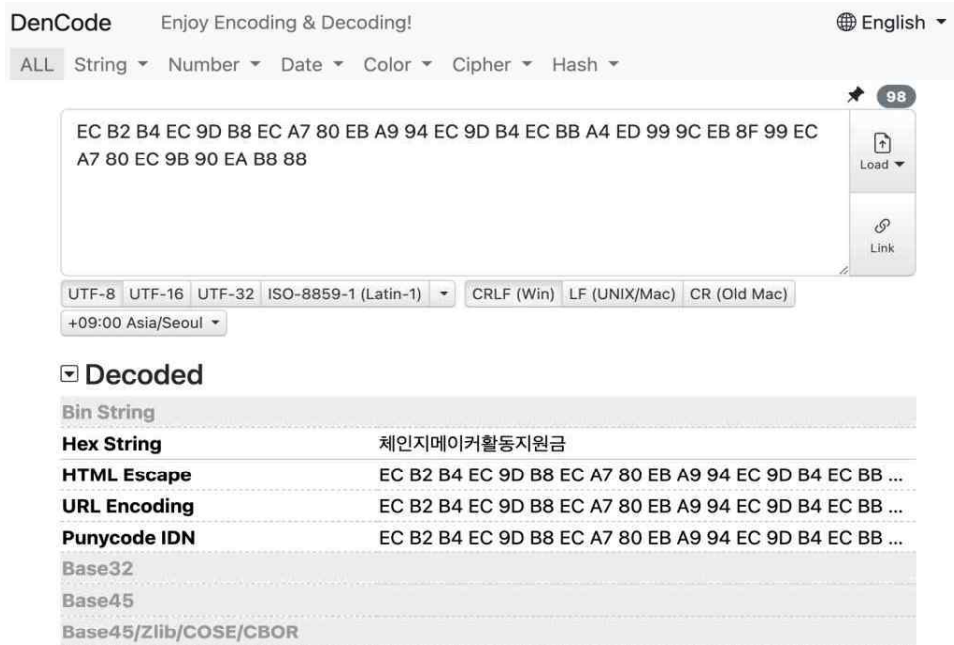 DenCode Enjoy Encoding & Decoding! English
ALL String Number Date Color Cipher Hash
98
EC B2 B4 EC 9D B8 EC A7 80 EB A9 94 EC 9D B4 EC BB A4 ED 99 9C EB 8F 99 EC
A7 80 EC 9B 90 EA B8 88
Load
Link
UTF-8 UTF-16 UTF-32 ISO-8859-1 (Latin-1) CRLF (Win) LF (UNIX/Mac) CR (Old Mac)
+09:00 Asia/Seoul
Decoded
Bin String
Hex String 체인지메이커활동지원금
HTML Escape EC B2 B4 EC 9D B8 EC A7 80 EB A9 94 EC 9D B4 EC BB ...
URL Encoding EC B2 B4 EC 9D B8 EC A7 80 EB A9 94 EC 9D B4 EC BB ...
Punycode IDN EC B2 B4 EC 9D B8 EC A7 80 EB A9 94 EC 9D B4 EC BB ...
Base32
Base45
Base45/Zlib/COSE/CBOR